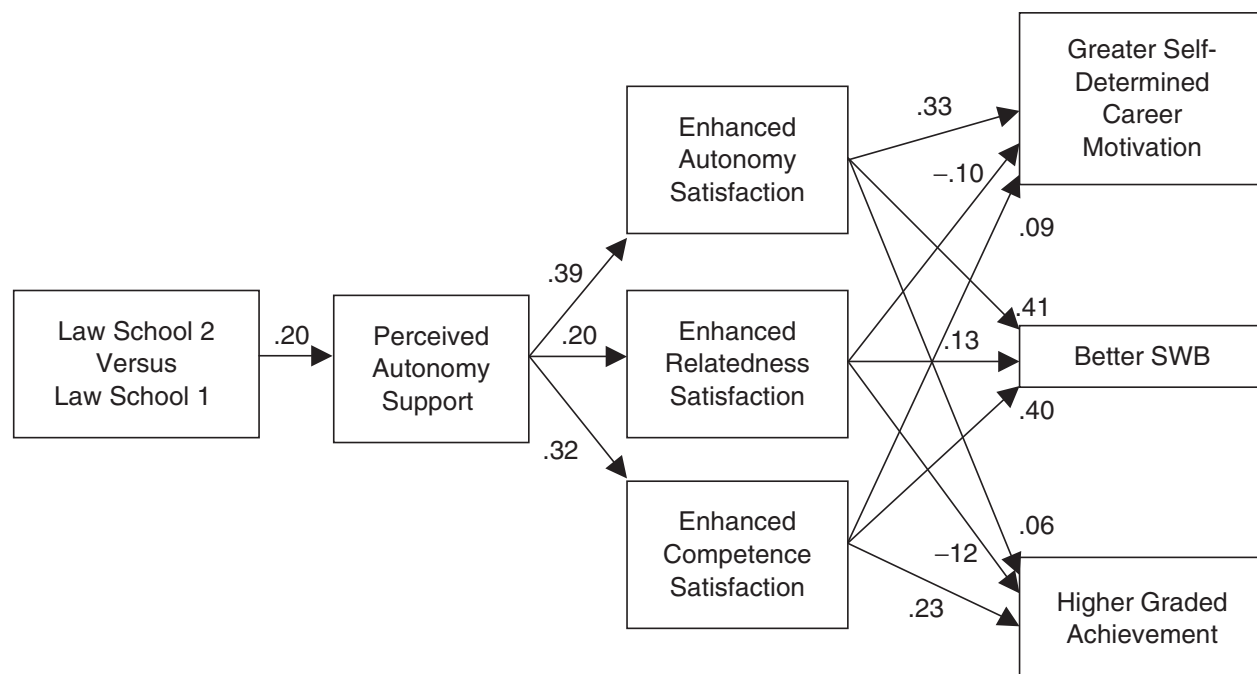 Law School 2
Versus
Law School 1
.20
Perceived
Autonomy
Support
.39
.20
.32
Enhanced
Autonomy
Satisfaction
Enhanced
Relatedness
Satisfaction
Enhanced
Competence
Satisfaction
.33
−.10
.09
.41
.13
.40
.06
−12
.23
Greater Self-
Determined
Career
Motivation
Better SWB
Higher Graded
Achievement